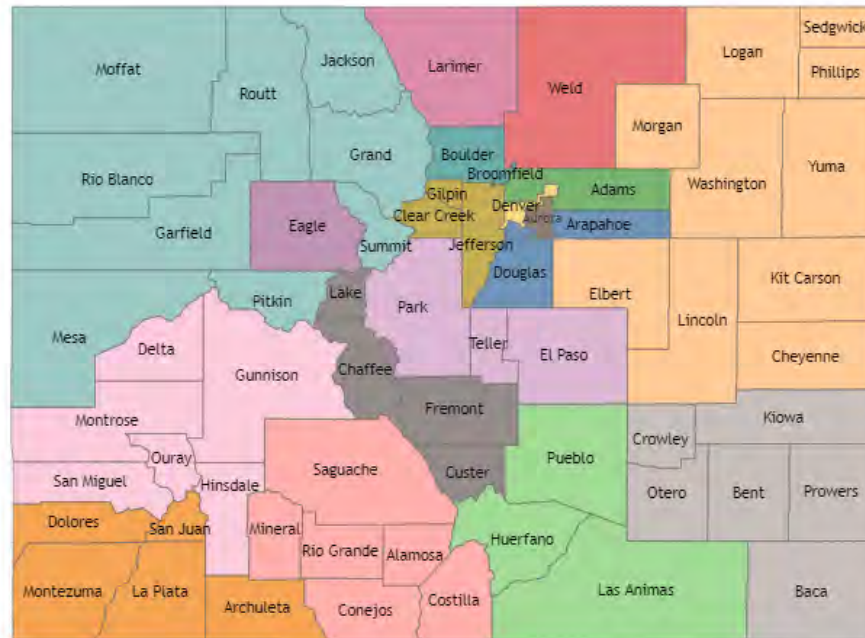 Sedgwick
Logan
Jackson
Larimer
Moffat
Phillips
Routt
Weld
Morgan
Grand
Boulder
Yuma
Washington
Rio Blanco
Broomfield
Gilpin
Adams
Denver
Clear Creek
Aurora
Eagle
Arapahoe
Garfield
Summit
Jefferson
Kit Carson
Douglas
Pitkin
Lake
Elbert
Park
Lincoln
Mesa
Delta
Teller
El Paso
Cheyenne
Chaffee
Gunnison
Fremont
Kiowa
Montrose
Crowley
Ouray
Pueblo
Saguache
Custer
San Miguel
Hinsdale
Otero
Bent
Prowers
Dolores
San Juan
Mineral
Huerfano
Rio Grande
Alamosa
Montezuma
La Plata
Las Animas
Baca
Costilla
Archuleta
Conejos